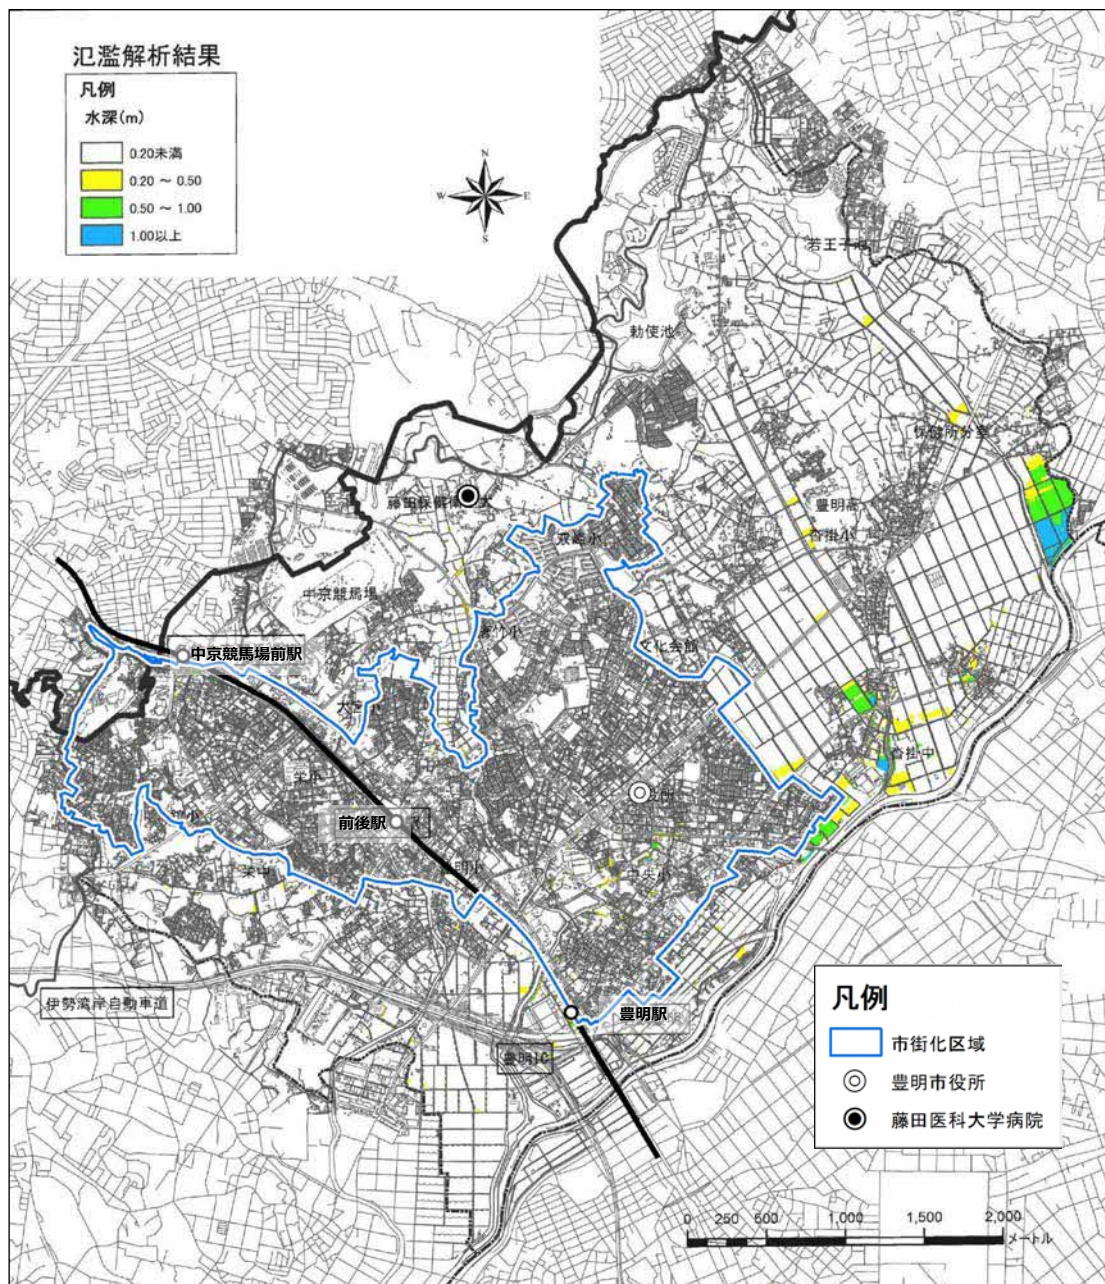 氾濫解析結果
凡例
水深(m)
0.20未満
0.20 ～ 0.50
0.50 ～ 1.00
1.00以上
N
W
E
S
若王子
勅使池
保健所分室
豊明高
沓掛小
双峰小
中京競馬場
文化会館
中京競馬場前駅
沓掛中
前後駅
中央小
栄中
伊勢湾岸自動車道
豊明駅
豊明IC
凡例
市街化区域
豊明市役所
藤田医科大学病院
0 250 500 1,000 1,500 2,000
メートル